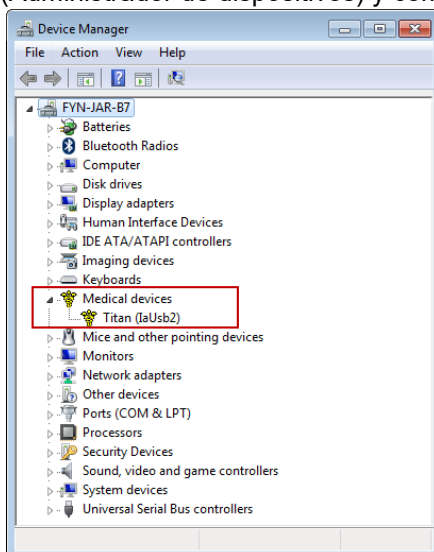 (Administrador de dispositivos) y con
Device Manager
File Action View Help
FYN-JAR-B7
Batteries
Bluetooth Radios
Computer
Disk drives
Display adapters
Human Interface Devices
IDE ATA/ATAPI controllers
Imaging devices
Keyboards
Medical devices
Titan (IaUsb2)
Mice and other pointing devices
Monitors
Network adapters
Other devices
Ports (COM & LPT)
Processors
Security Devices
Sound, video and game controllers
System devices
Universal Serial Bus controllers